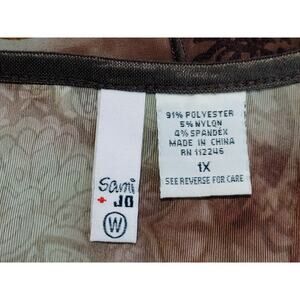 Sami
+ JO
W
91% POLYESTER
5% NYLON
4% SPANDEX
MADE IN CHINA
RN 112246
1X
SEE REVERSE FOR CARE